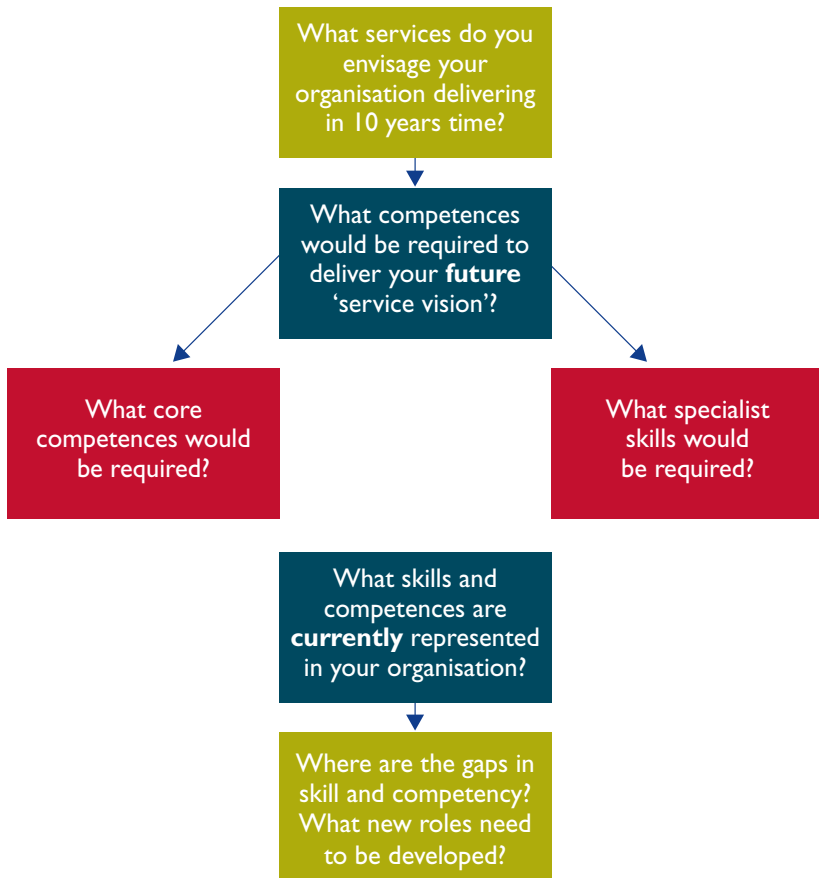 What services do you
envisage your
organisation delivering
in 10 years time?
What competences
would be required to
deliver your future
‘service vision’?
What core
competences would
be required?
What specialist
skills would
be required?
What skills and
competences are
currently represented
in your organisation?
Where are the gaps in
skill and competency?
What new roles need
to be developed?